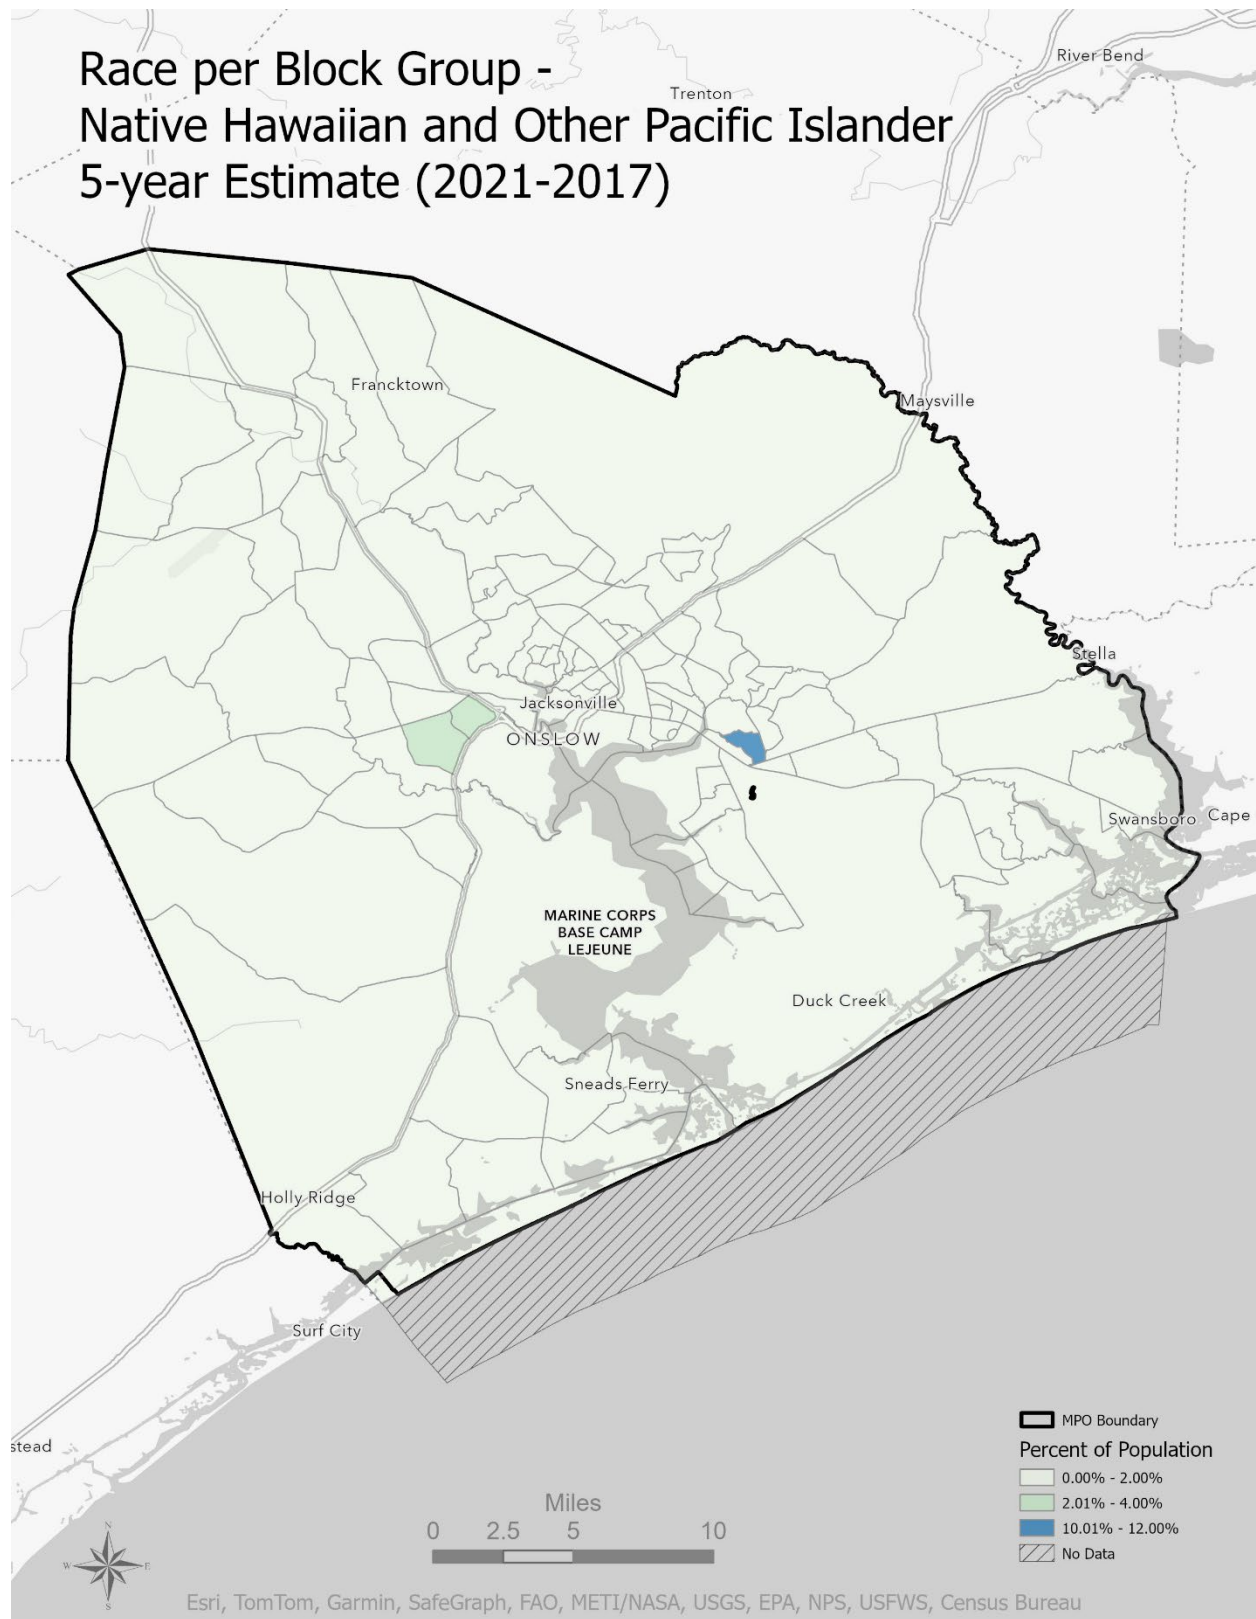 Race per Block Group -
Native Hawaiian and Other Pacific Islander
5-year Estimate (2021-2017)
River Bend
Trenton
Francktown
Maysville
Stella
Jacksonville
ONSLOW
Swansboro
Cape
MARINE CORPS
BASE CAMP
LEJEUNE
Duck Creek
Sneads Ferry
Holly Ridge
Surf City
stead
MPO Boundary
Percent of Population
0.00% - 2.00%
2.01% - 4.00%
10.01% - 12.00%
No Data
Miles
0 2.5 5 10
N
W E
S
Esri, TomTom, Garmin, SafeGraph, FAO, METI/NASA, USGS, EPA, NPS, USFWS, Census Bureau